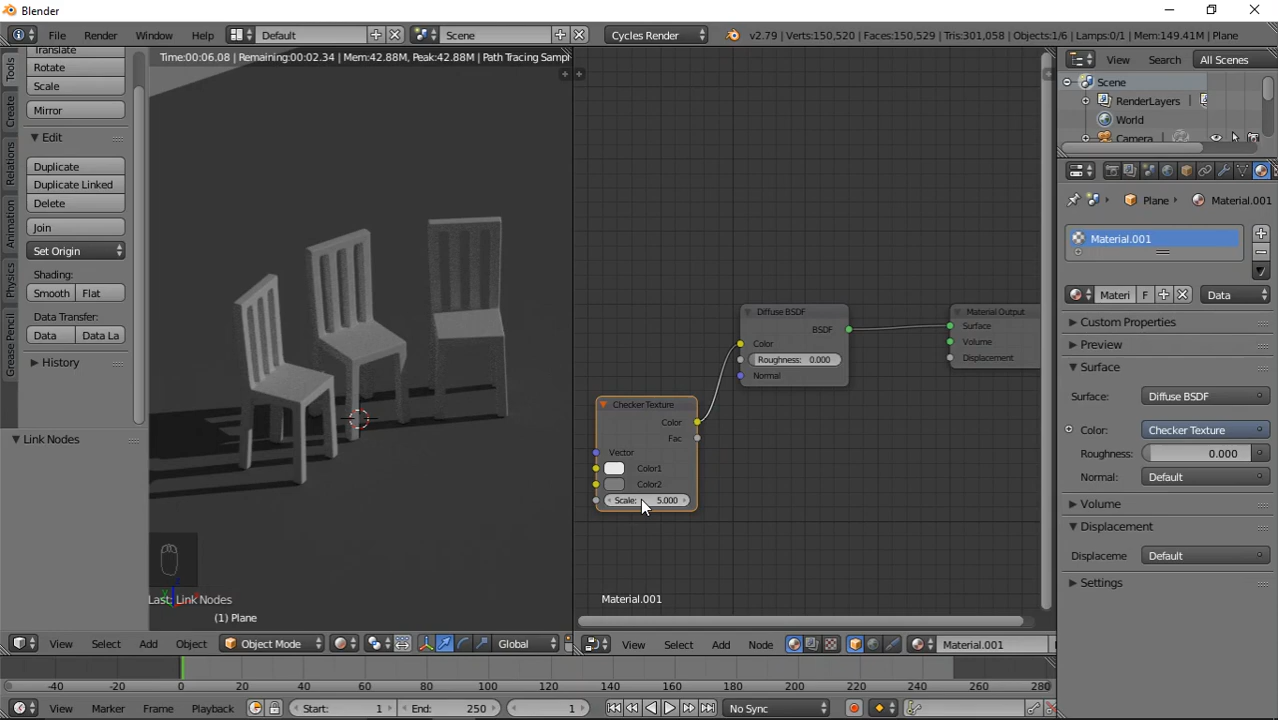 Blender
File Render Window Help Default Scene Cycles Render v2.79 | Verts:150,520 | Faces:150,529 | Tris:301,058 | Objects:1/6 | Lamps:0/1 | Mem:149.41M | Plane
Time:00:06.08 | Remaining:00:02.34 | Mem:42.88M, Peak:42.88M | Path Tracing Sampl
View Search All Scenes
Scene
RenderLayers
World
Camera
Tools
Create
Relations
Animation
Physics
Grease Pencil
Translate
Rotate
Scale
Mirror
Edit
Duplicate
Duplicate Linked
Delete
Join
Set Origin
Shading:
Smooth Flat
Data Transfer:
Data Data La
History
Link Nodes
Last: Link Nodes
(1) Plane
Diffuse BSDF
BSDF
Color
Roughness: 0.000
Normal
Material Output
Surface
Volume
Displacement
Checker Texture
Color
Fac
Vector
Color1
Color2
Scale: 5.000
Material.001
Plane Material.001
Material.001
Materi F Data
Custom Properties
Preview
Surface
Surface: Diffuse BSDF
Color: Checker Texture
Roughness: 0.000
Normal: Default
Volume
Displacement
Displaceme Default
Settings
View Select Add Object Object Mode Global
View Select Add Node Material.001
-40 -20 0 20 40 60 80 100 120 140 160 180 200 220 240 260 280
View Marker Frame Playback Start: 1 End: 250 1 No Sync